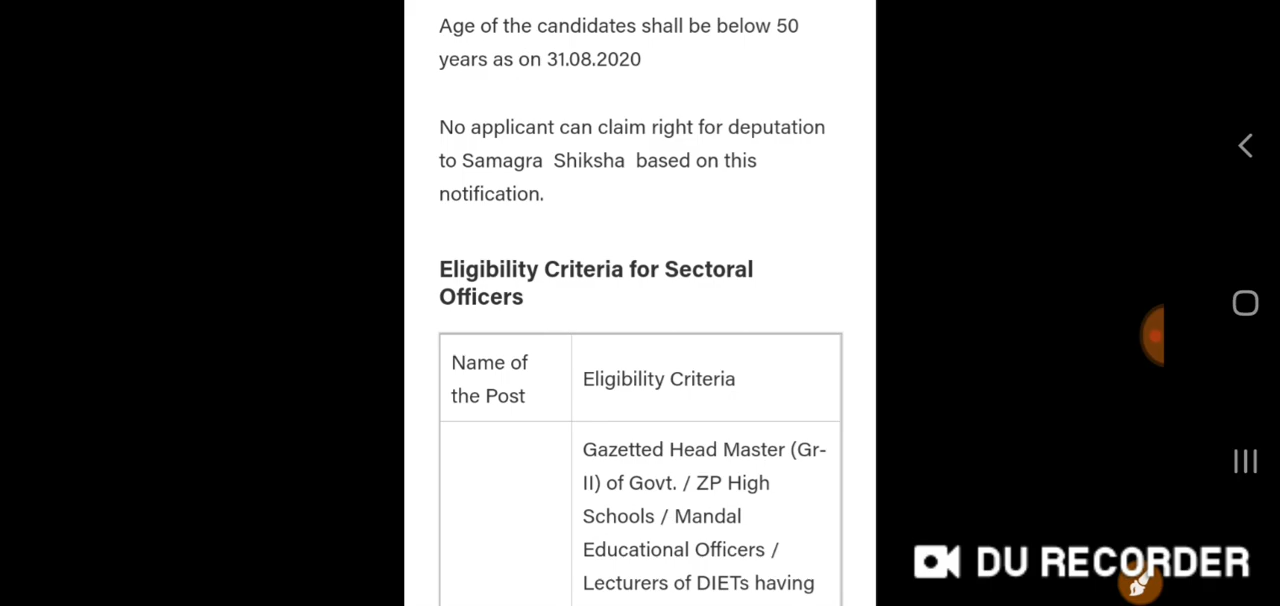 Age of the candidates shall be below 50
years as on 31.08.2020
No applicant can claim right for deputation
to Samagra Shiksha based on this
notification.
Eligibility Criteria for Sectoral
Officers
Name of
the Post
Eligibility Criteria
Gazetted Head Master (Gr-
II) of Govt. / ZP High
Schools / Mandal
Educational Officers /
Lecturers of DIETs having
DU RECORDER